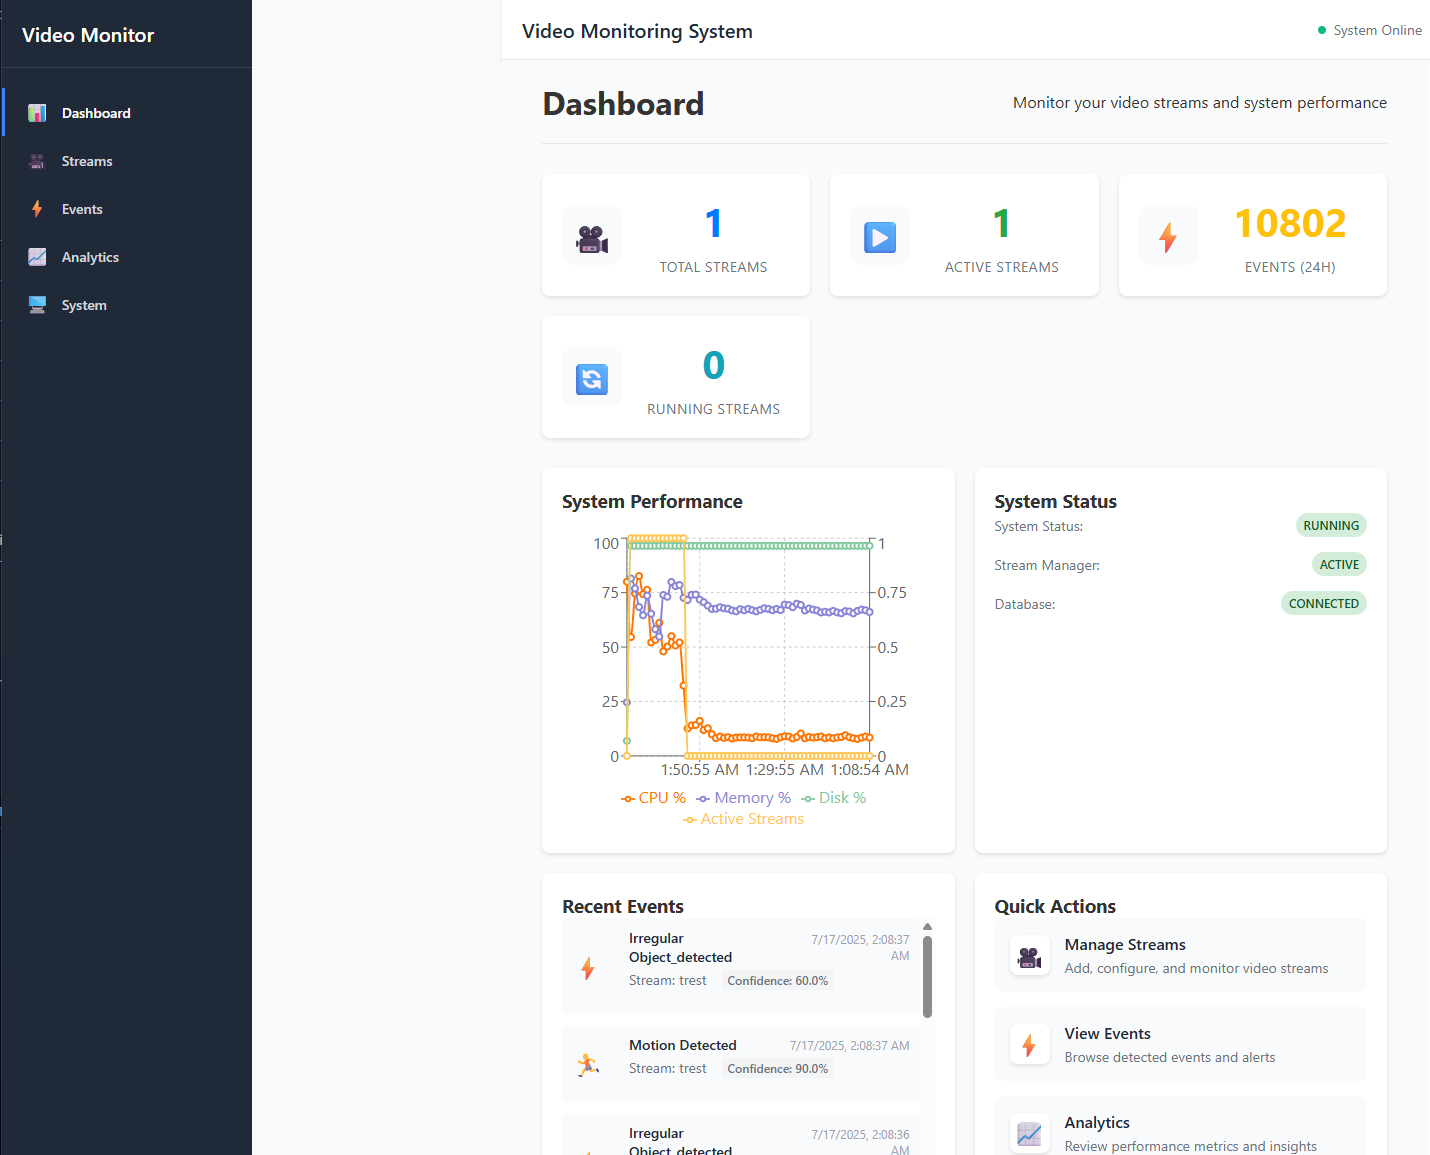 Video Monitor
Dashboard
Streams
Events
Analytics
System
Video Monitoring System
System Online
Dashboard
Monitor your video streams and system performance
1
TOTAL STREAMS
1
ACTIVE STREAMS
10802
EVENTS (24H)
0
RUNNING STREAMS
System Performance
100
75
50
25
0
1
0.75
0.5
0.25
0
1:50:55 AM 1:29:55 AM 1:08:54 AM
CPU % Memory % Disk %
Active Streams
System Status
System Status: RUNNING
Stream Manager: ACTIVE
Database: CONNECTED
Recent Events
Irregular 7/17/2025, 2:08:37
Object_detected AM
Stream: trest Confidence: 60.0%
Motion Detected 7/17/2025, 2:08:37 AM
Stream: trest Confidence: 90.0%
Irregular 7/17/2025, 2:08:36
Object_detected AM
Quick Actions
Manage Streams
Add, configure, and monitor video streams
View Events
Browse detected events and alerts
Analytics
Review performance metrics and insights